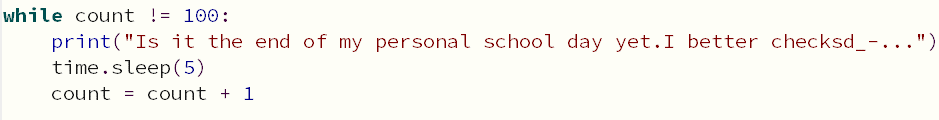 while count != 100:
    print("Is it the end of my personal school day yet.I better checksd_-...")
    time.sleep(5)
    count = count + 1